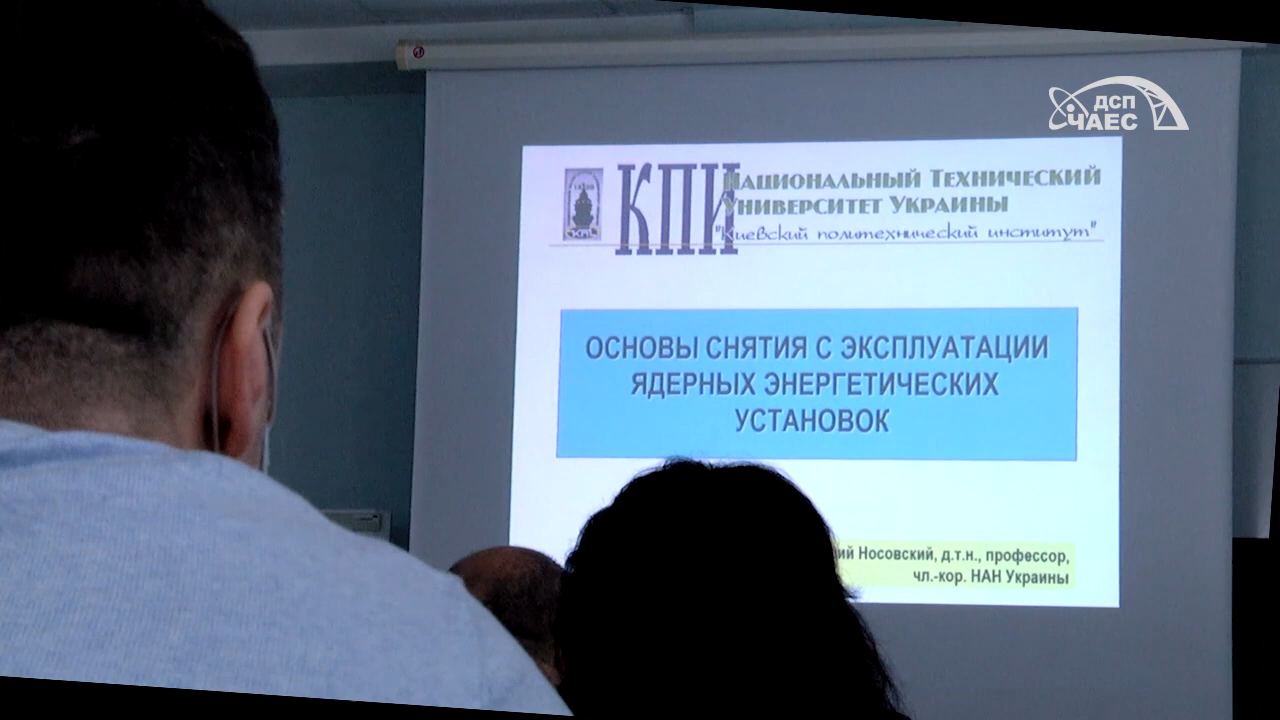 ДСП
ЧАЕС
КПИ
Национальный Технический
Университет Украины
"Киевский политехнический институт"
ОСНОВЫ СНЯТИЯ С ЭКСПЛУАТАЦИИ
ЯДЕРНЫХ ЭНЕРГЕТИЧЕСКИХ
УСТАНОВОК
Носовский, д.т.н., профессор,
чл.-кор. НАН Украины